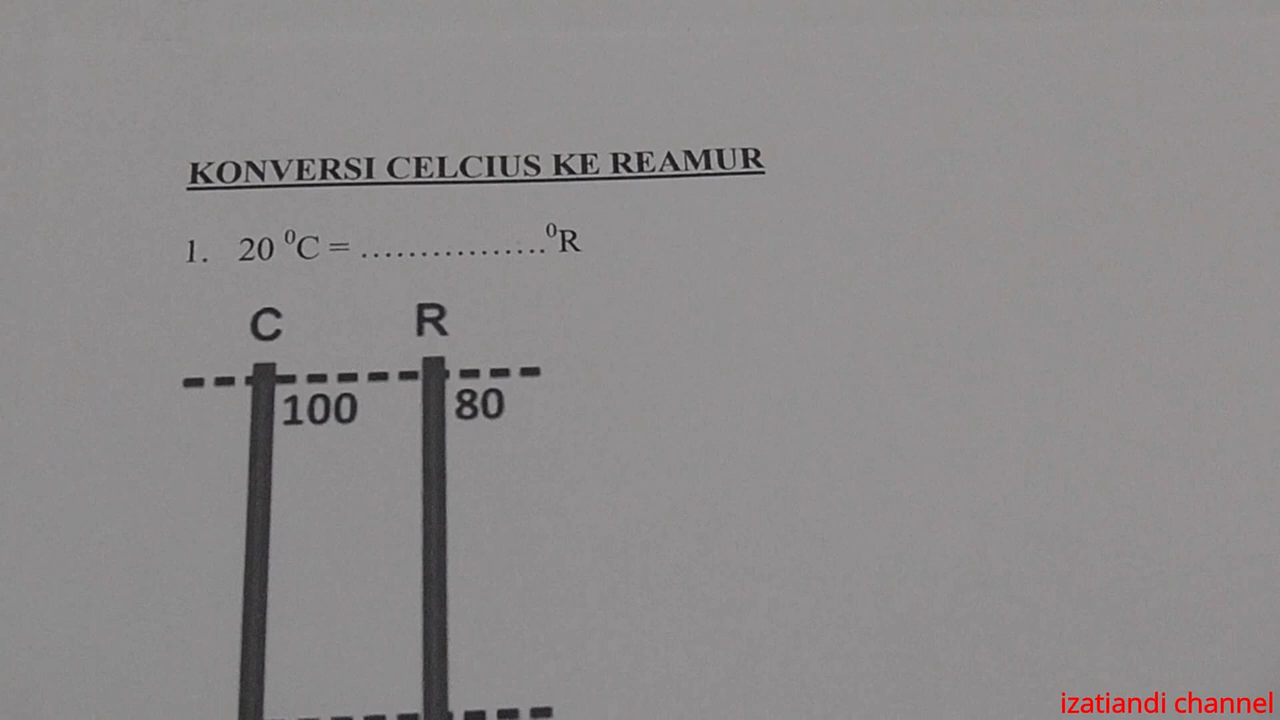 KONVERSI CELCIUS KE REAMUR
1. 20 ⁰C = ................⁰R
C R
100 80
izatiandi channel